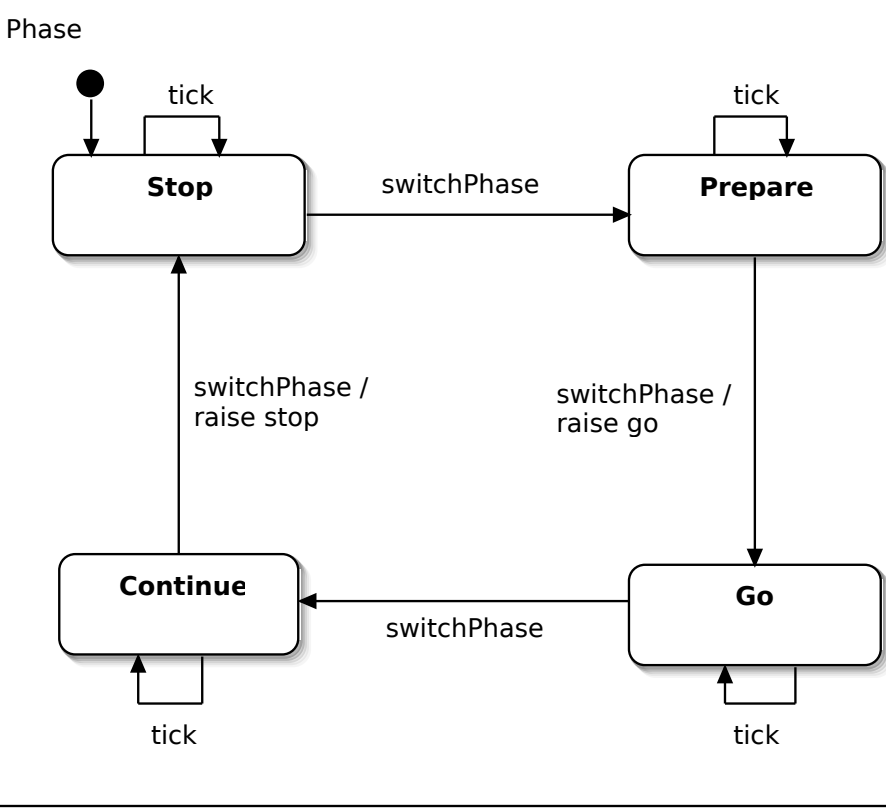 Phase
tick
tick
Stop
switchPhase
Prepare
switchPhase /
raise stop
switchPhase /
raise go
Continue
Go
switchPhase
tick
tick